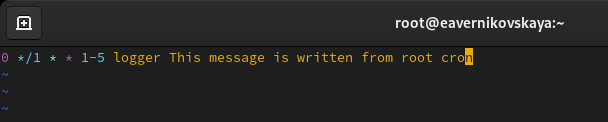 root@eavernikovskaya:~
0 */1 * * 1-5 logger This message is written from root cron
~
~
~